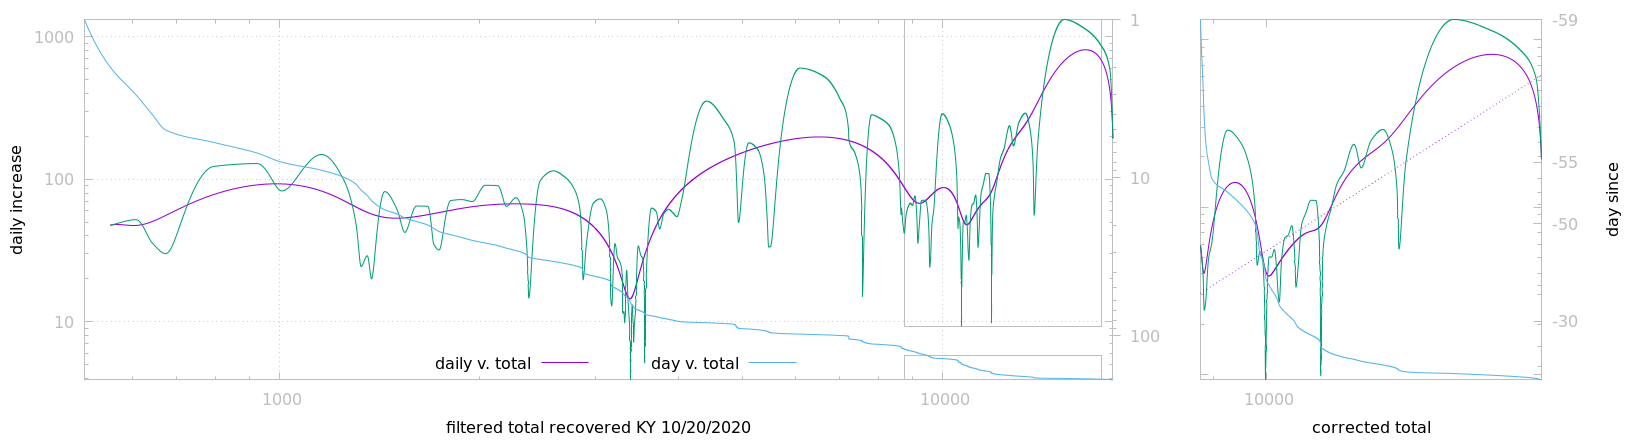 1000
100
10
daily increase
1000
10000
filtered total recovered KY 10/20/2020
daily v. total
day v. total
1
10
100
10000
corrected total
-59
-55
-50
-30
day since